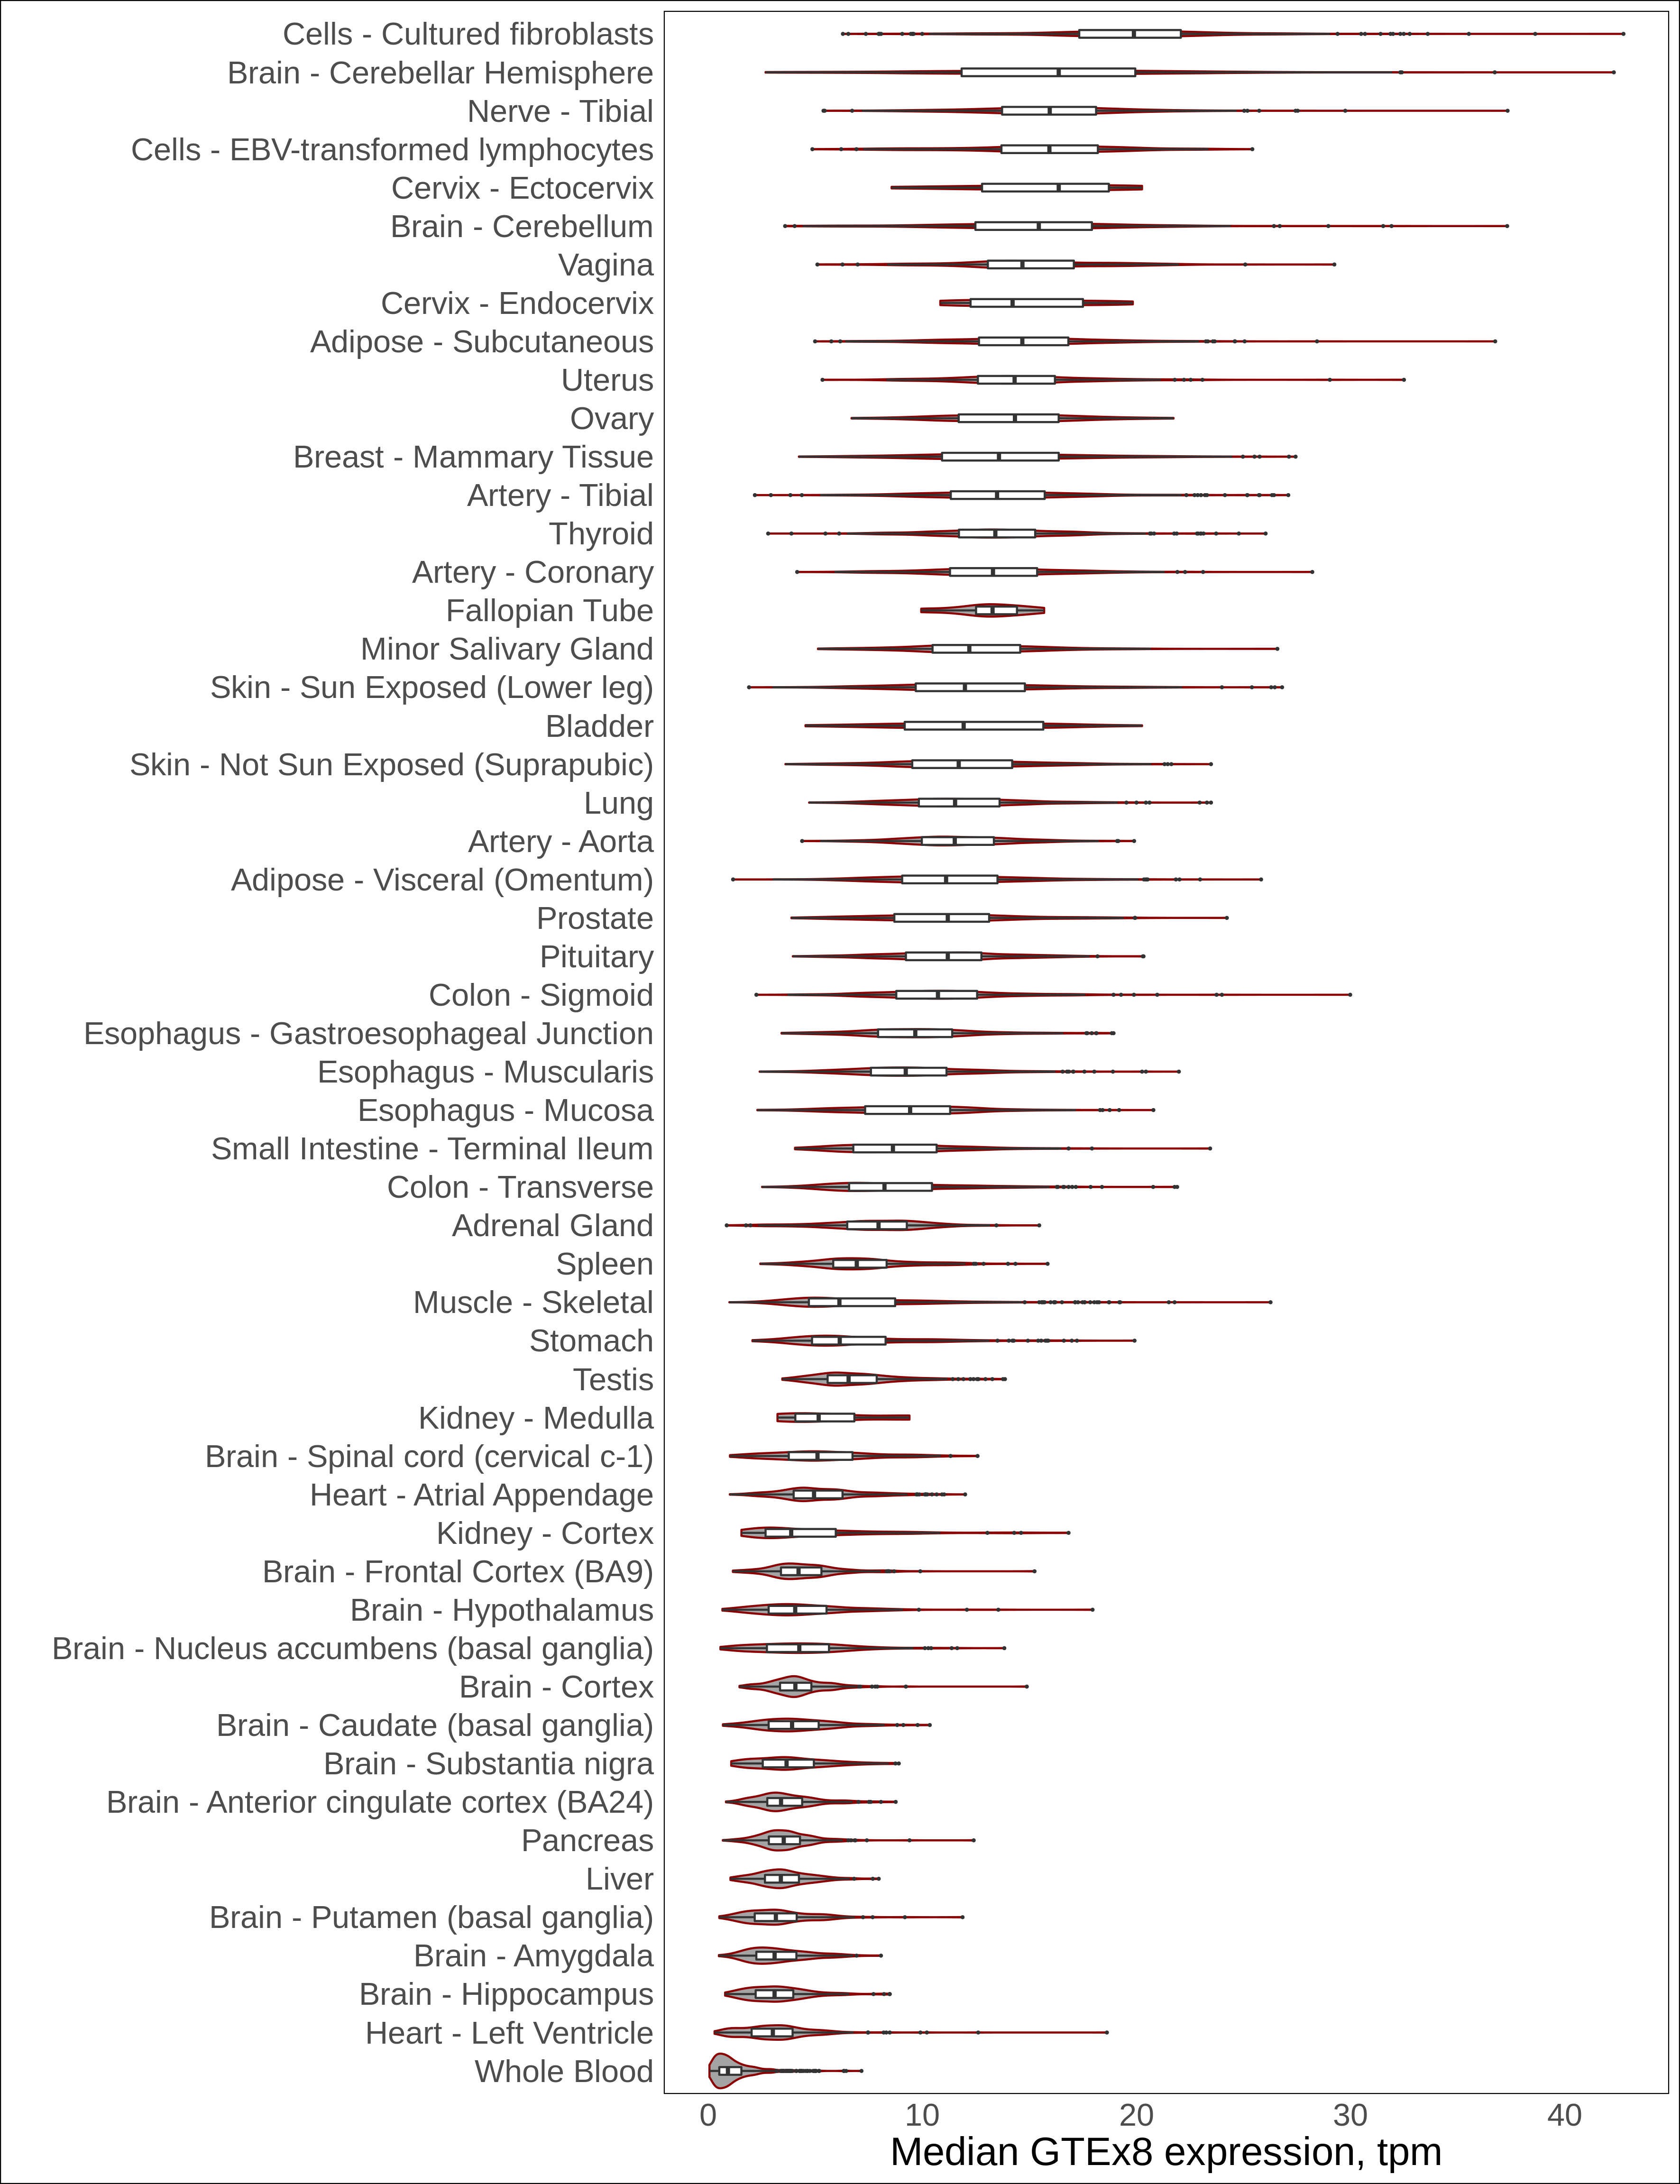 Cells - Cultured fibroblasts
Brain - Cerebellar Hemisphere
Nerve - Tibial
Cells - EBV-transformed lymphocytes
Cervix - Ectocervix
Brain - Cerebellum
Vagina
Cervix - Endocervix
Adipose - Subcutaneous
Uterus
Ovary
Breast - Mammary Tissue
Artery - Tibial
Thyroid
Artery - Coronary
Fallopian Tube
Minor Salivary Gland
Skin - Sun Exposed (Lower leg)
Bladder
Skin - Not Sun Exposed (Suprapubic)
Lung
Artery - Aorta
Adipose - Visceral (Omentum)
Prostate
Pituitary
Colon - Sigmoid
Esophagus - Gastroesophageal Junction
Esophagus - Muscularis
Esophagus - Mucosa
Small Intestine - Terminal Ileum
Colon - Transverse
Adrenal Gland
Spleen
Muscle - Skeletal
Stomach
Testis
Kidney - Medulla
Brain - Spinal cord (cervical c-1)
Heart - Atrial Appendage
Kidney - Cortex
Brain - Frontal Cortex (BA9)
Brain - Hypothalamus
Brain - Nucleus accumbens (basal ganglia)
Brain - Cortex
Brain - Caudate (basal ganglia)
Brain - Substantia nigra
Brain - Anterior cingulate cortex (BA24)
Pancreas
Liver
Brain - Putamen (basal ganglia)
Brain - Amygdala
Brain - Hippocampus
Heart - Left Ventricle
Whole Blood
0 10 20 30 40
Median GTEx8 expression, tpm